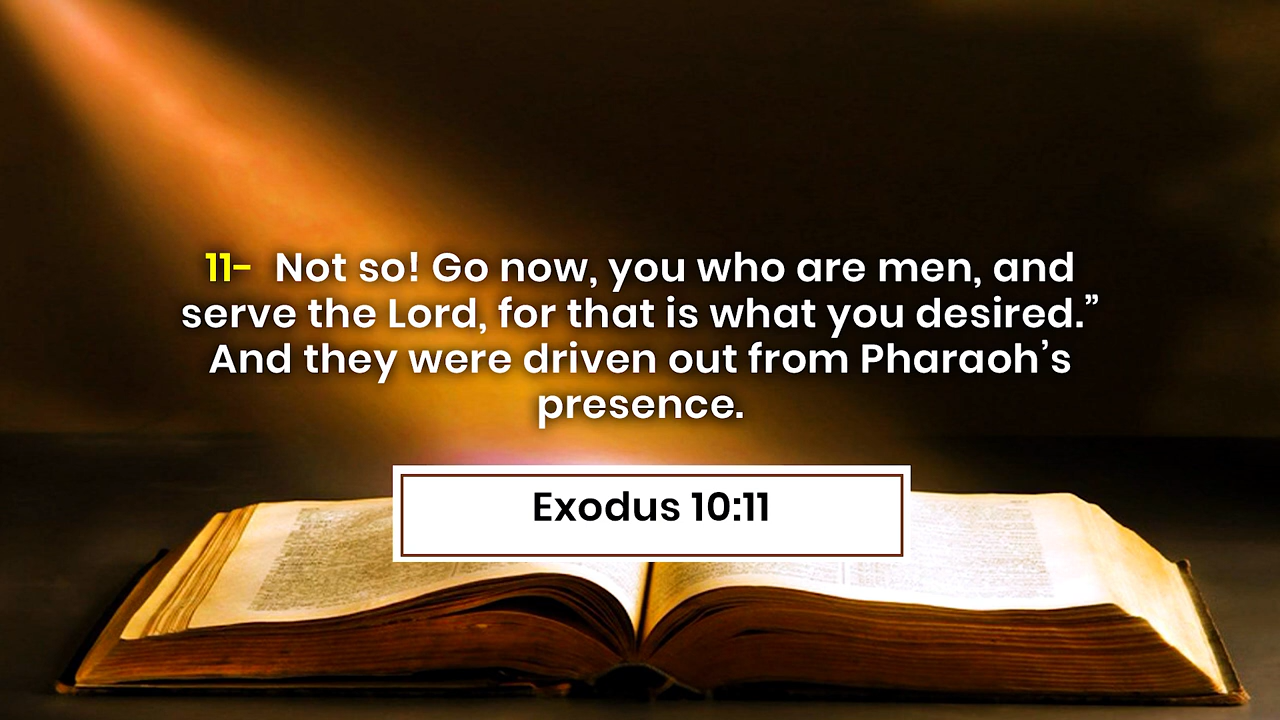 11- Not so! Go now, you who are men, and
serve the Lord, for that is what you desired.”
And they were driven out from Pharaoh’s
presence.
Exodus 10:11